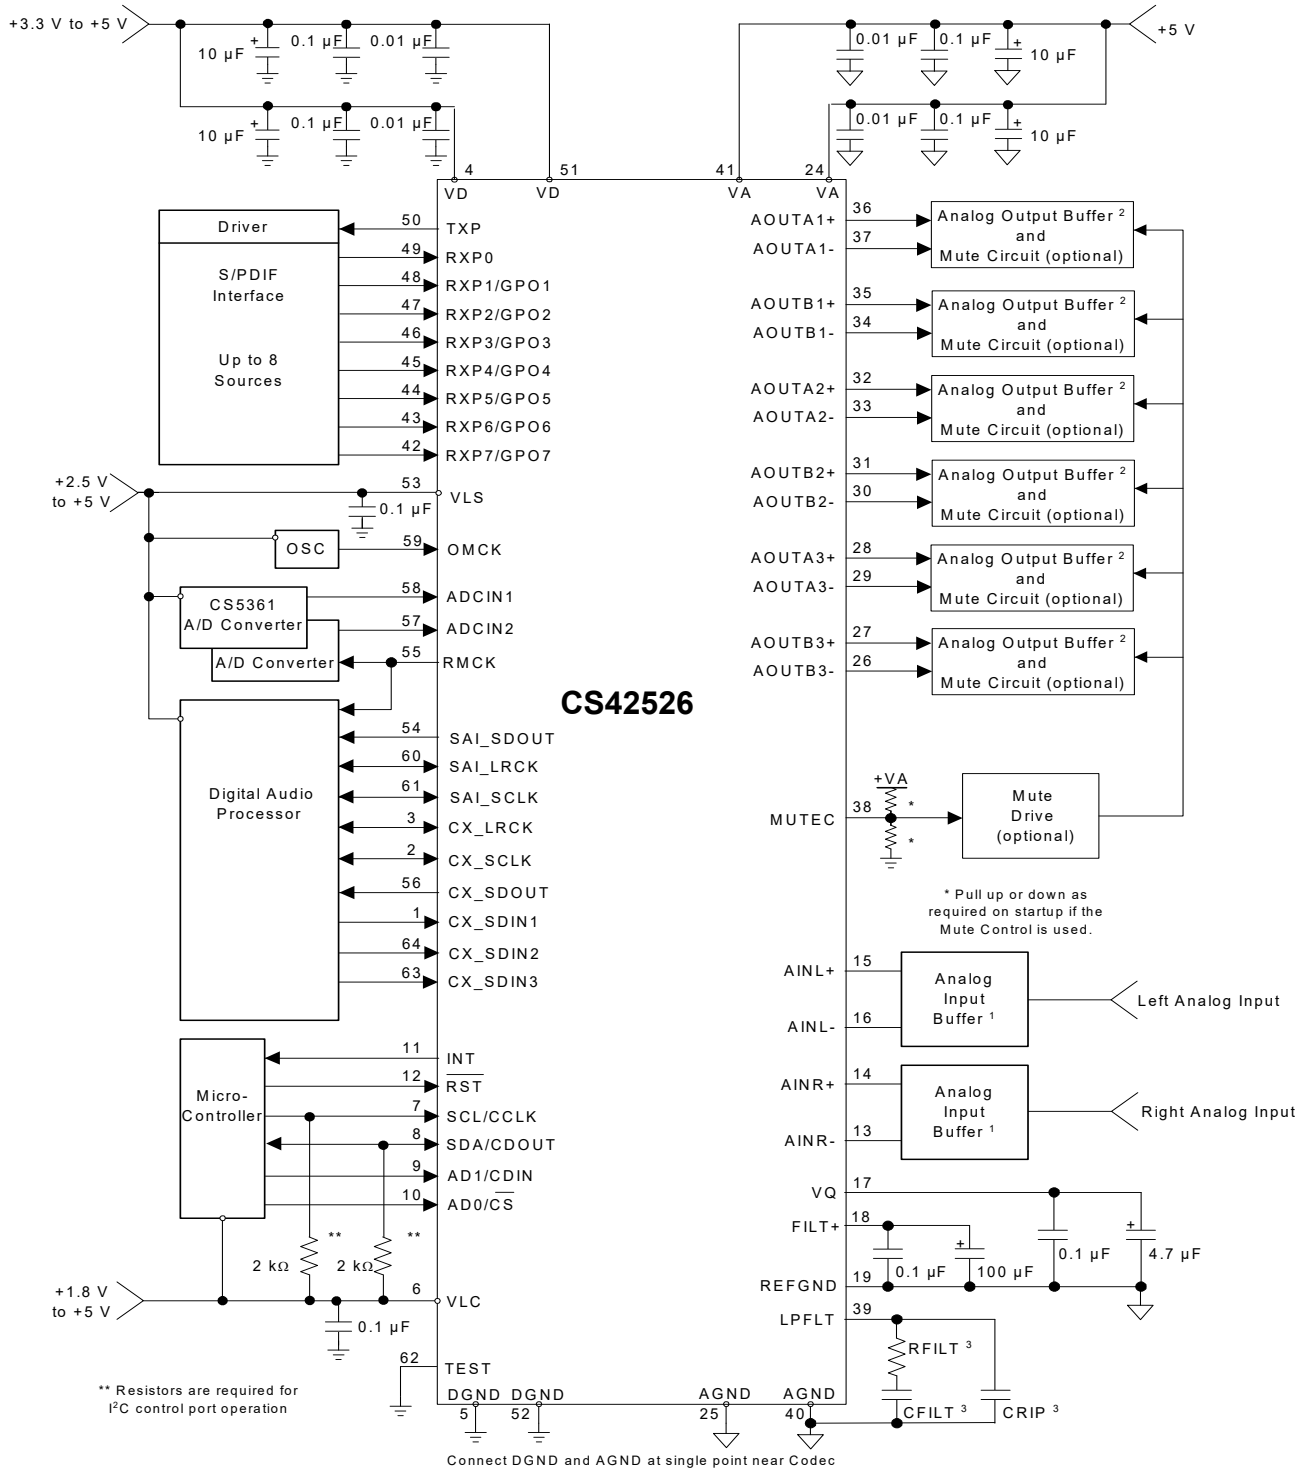 +3.3 V to +5 V
10 µF
+
0.1 µF
0.01 µF
0.01 µF
0.1 µF
+
10 µF
+5 V
10 µF
+
0.1 µF
0.01 µF
0.01 µF
0.1 µF
+
10 µF
4
51
41
24
VD
VD
VA
VA
Driver
S/PDIF
Interface
Up to 8
Sources
50
TXP
49
RXP0
48
RXP1/GPO1
47
RXP2/GPO2
46
RXP3/GPO3
45
RXP4/GPO4
44
RXP5/GPO5
43
RXP6/GPO6
42
RXP7/GPO7
+2.5 V
to +5 V
53
VLS
0.1 µF
OSC
59
OMCK
CS5361
A/D Converter
58
ADCIN1
57
ADCIN2
A/D Converter
55
RMCK
Digital Audio
Processor
54
SAI_SDOUT
60
SAI_LRCK
61
SAI_SCLK
3
CX_LRCK
2
CX_SCLK
56
CX_SDOUT
1
CX_SDIN1
64
CX_SDIN2
63
CX_SDIN3
Micro-
Controller
11
INT
12
RST
7
SCL/CCLK
8
SDA/CDOUT
9
AD1/CDIN
10
AD0/CS
**
2 kΩ
**
2 kΩ
+1.8 V
to +5 V
6
VLC
0.1 µF
62
TEST
** Resistors are required for
I²C control port operation
CS42526
AOUTA1+
36
AOUTA1-
37
Analog Output Buffer ²
and
Mute Circuit (optional)
AOUTB1+
35
AOUTB1-
34
Analog Output Buffer ²
and
Mute Circuit (optional)
AOUTA2+
32
AOUTA2-
33
Analog Output Buffer ²
and
Mute Circuit (optional)
AOUTB2+
31
AOUTB2-
30
Analog Output Buffer ²
and
Mute Circuit (optional)
AOUTA3+
28
AOUTA3-
29
Analog Output Buffer ²
and
Mute Circuit (optional)
AOUTB3+
27
AOUTB3-
26
Analog Output Buffer ²
and
Mute Circuit (optional)
MUTEC
38
+VA
*
*
Mute
Drive
(optional)
* Pull up or down as
required on startup if the
Mute Control is used.
AINL+
15
AINL-
16
Analog
Input
Buffer ¹
Left Analog Input
AINR+
14
AINR-
13
Analog
Input
Buffer ¹
Right Analog Input
VQ
17
FILT+
18
0.1 µF
+
100 µF
0.1 µF
+
4.7 µF
REFGND
19
LPFLT
39
RFILT ³
CFILT ³
CRIP ³
DGND
DGND
AGND
AGND
5
52
25
40
Connect DGND and AGND at single point near Codec